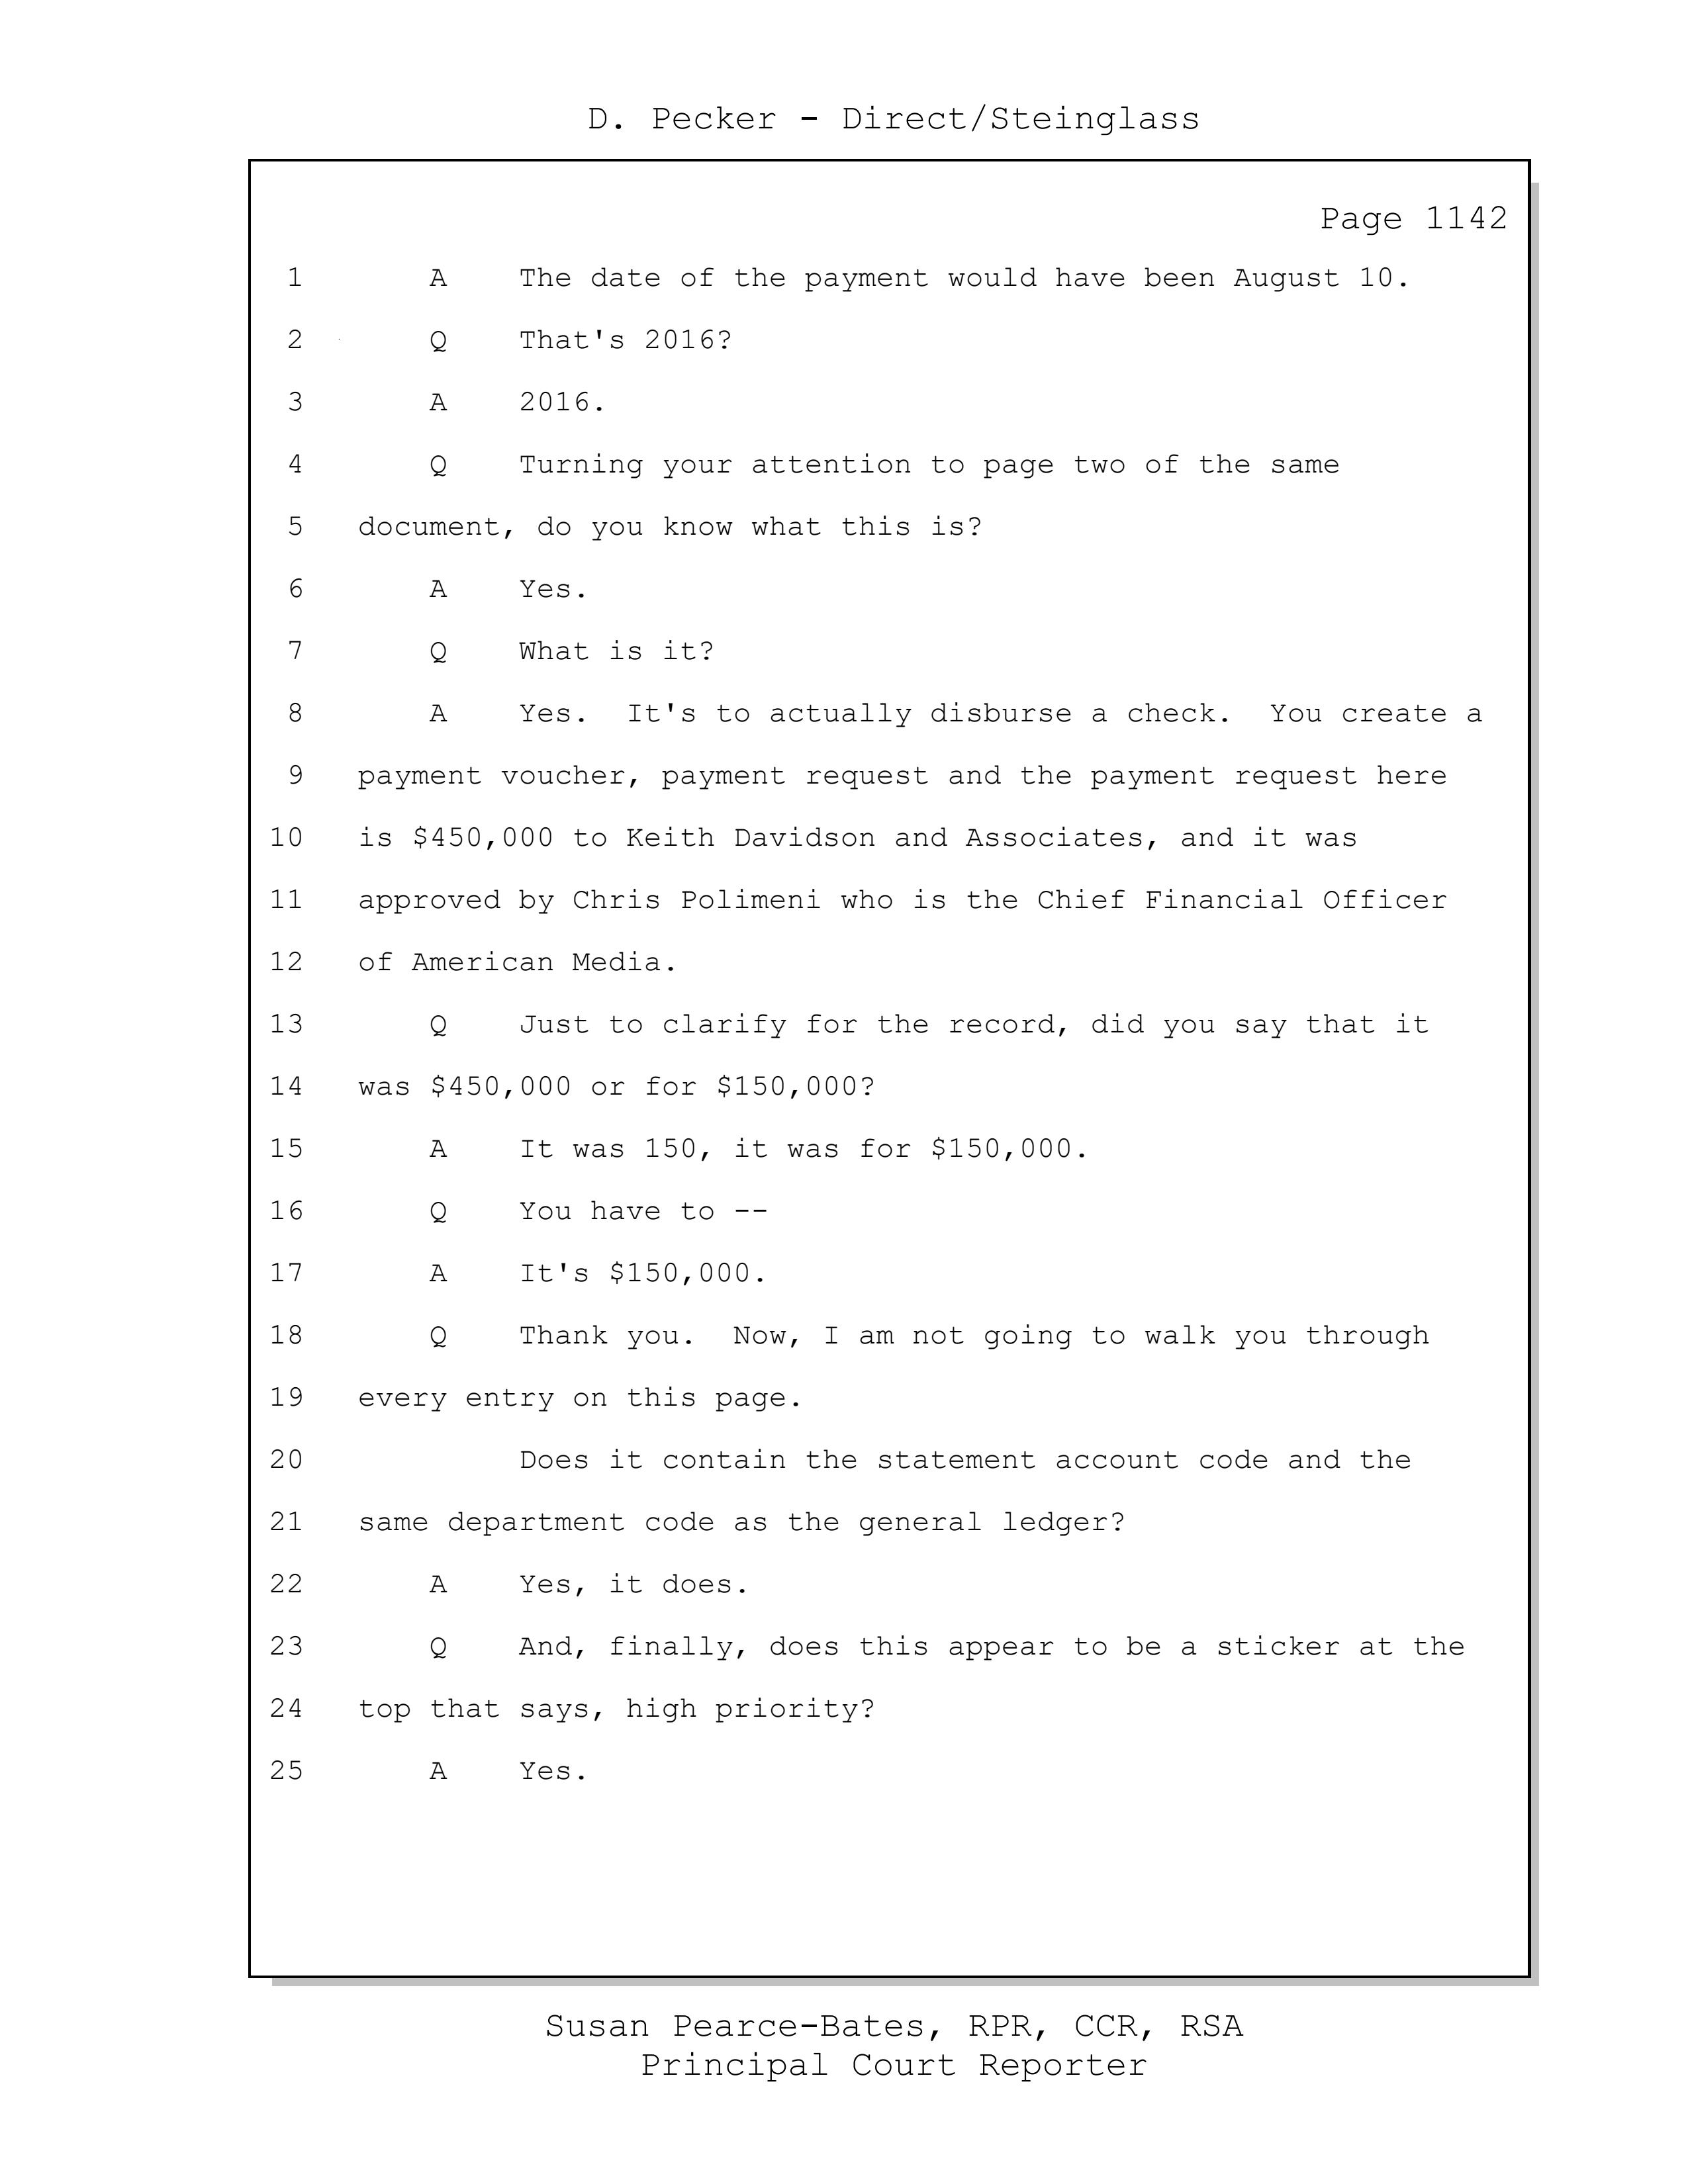 D. Pecker - Direct/Steinglass
Page 1142
1 A The date of the payment would have been August 10.
2 Q That's 2016?
3 A 2016.
4 Q Turning your attention to page two of the same
5 document, do you know what this is?
6 A Yes.
7 Q What is it?
8 A Yes. It's to actually disburse a check. You create a
9 payment voucher, payment request and the payment request here
10 is $450,000 to Keith Davidson and Associates, and it was
11 approved by Chris Polimeni who is the Chief Financial Officer
12 of American Media.
13 Q Just to clarify for the record, did you say that it
14 was $450,000 or for $150,000?
15 A It was 150, it was for $150,000.
16 Q You have to --
17 A It's $150,000.
18 Q Thank you. Now, I am not going to walk you through
19 every entry on this page.
20 Does it contain the statement account code and the
21 same department code as the general ledger?
22 A Yes, it does.
23 Q And, finally, does this appear to be a sticker at the
24 top that says, high priority?
25 A Yes.
Susan Pearce-Bates, RPR, CCR, RSA
Principal Court Reporter